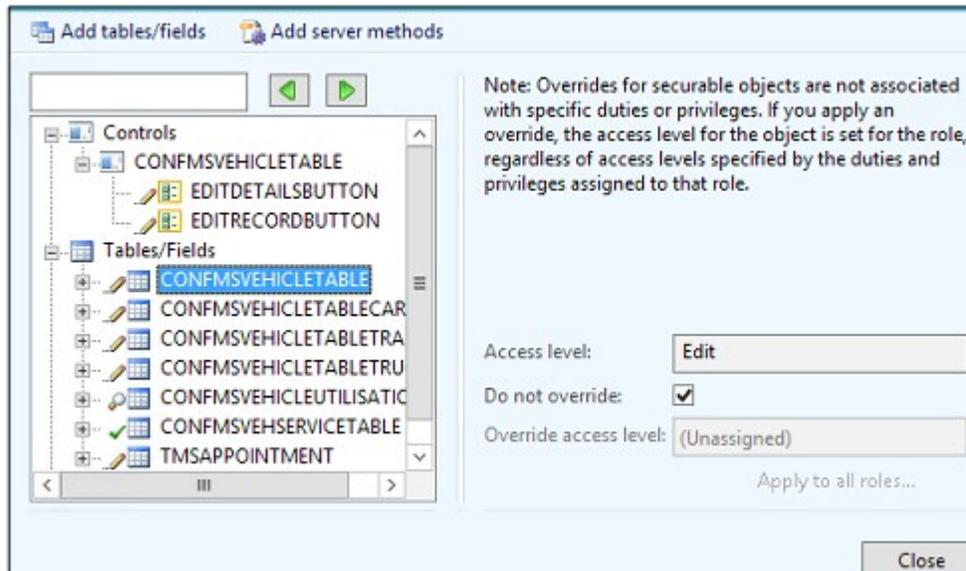 Add tables/fields Add server methods
Controls
CONFMSVEHICLETABLE
EDITDETAILSBUTTON
EDITRECORDBUTTON
Tables/Fields
CONFMSVEHICLETABLE
CONFMSVEHICLETABLECAR
CONFMSVEHICLETABLETRA
CONFMSVEHICLETABLETRU
CONFMSVEHICLEUTILISATIC
CONFMSVEHSERVICETABLE
TMSAPPOINTMENT
Note: Overrides for securable objects are not associated
with specific duties or privileges. If you apply an
override, the access level for the object is set for the role,
regardless of access levels specified by the duties and
privileges assigned to that role.
Access level: Edit
Do not override:
Override access level: (Unassigned)
Apply to all roles...
Close